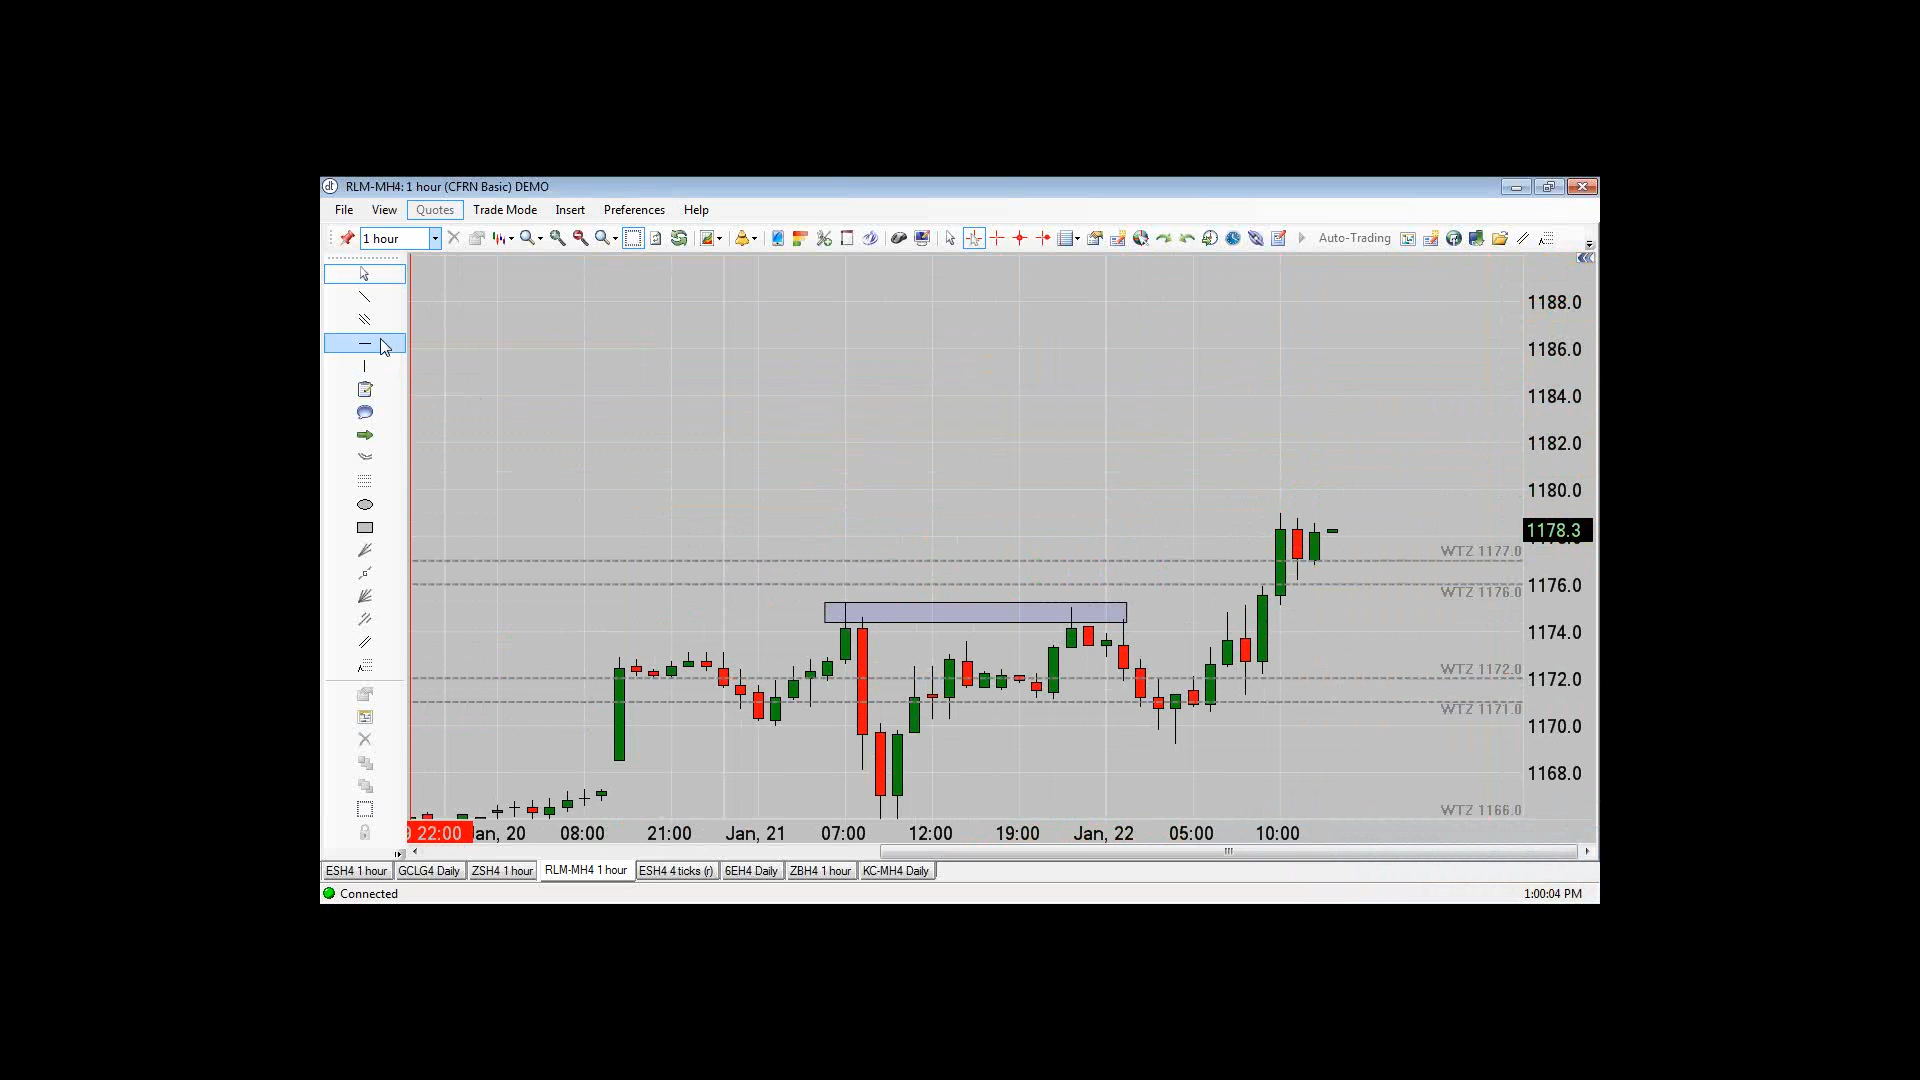 RLM-MH4: 1 hour (CFRN Basic) DEMO
File View Quotes Trade Mode Insert Preferences Help
1 hour Auto-Trading
1188.0
1186.0
1184.0
1182.0
1180.0
1178.3
WTZ 1177.0
1176.0
WTZ 1176.0
1174.0
WTZ 1172.0
1172.0
WTZ 1171.0
1170.0
1168.0
WTZ 1166.0
22:00 Jan, 20 08:00 21:00 Jan, 21 07:00 12:00 19:00 Jan, 22 05:00 10:00
ESH4 1 hour GCLG4 Daily ZSH4 1 hour RLM-MH4 1 hour ESH4 4 ticks (r) 6EH4 Daily ZBH4 1 hour KC-MH4 Daily
Connected 1:00:04 PM